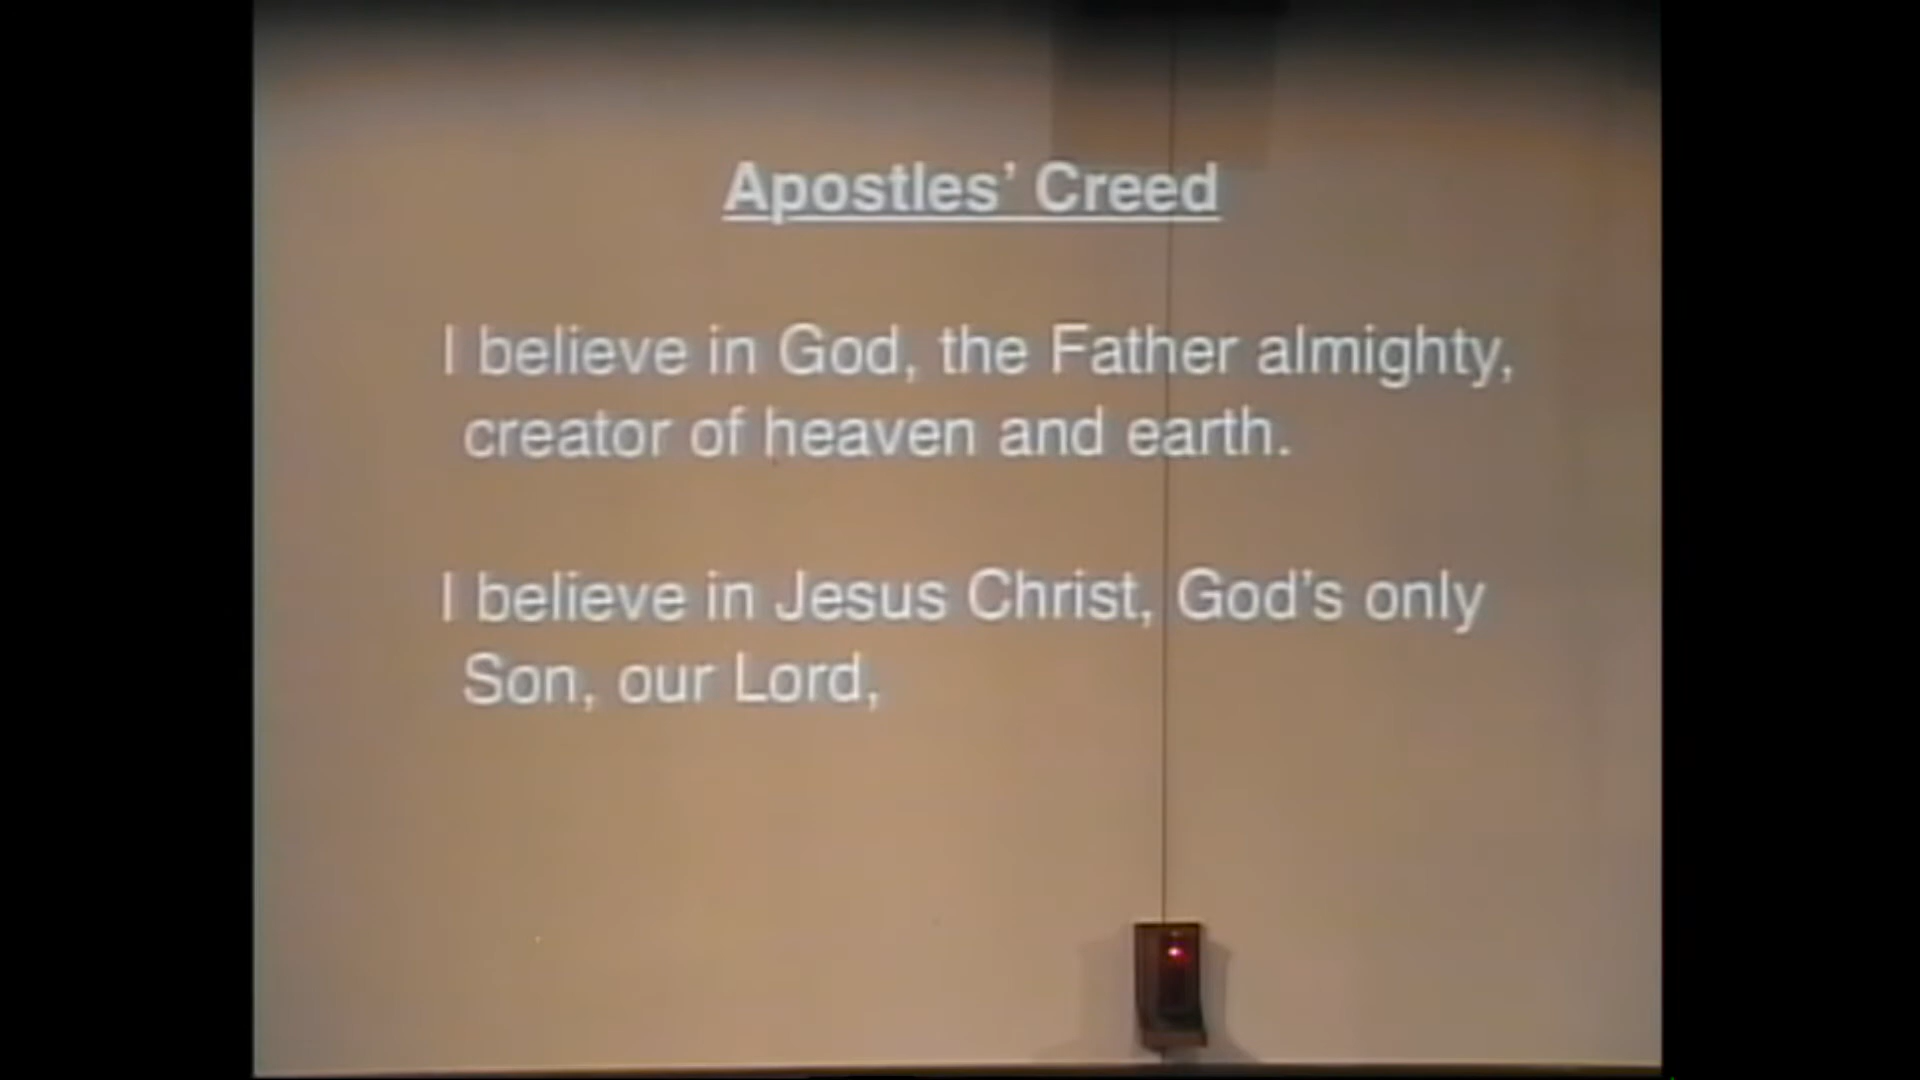 Apostles’ Creed
I believe in God, the Father almighty,
creator of heaven and earth.
I believe in Jesus Christ, God’s only
Son, our Lord,